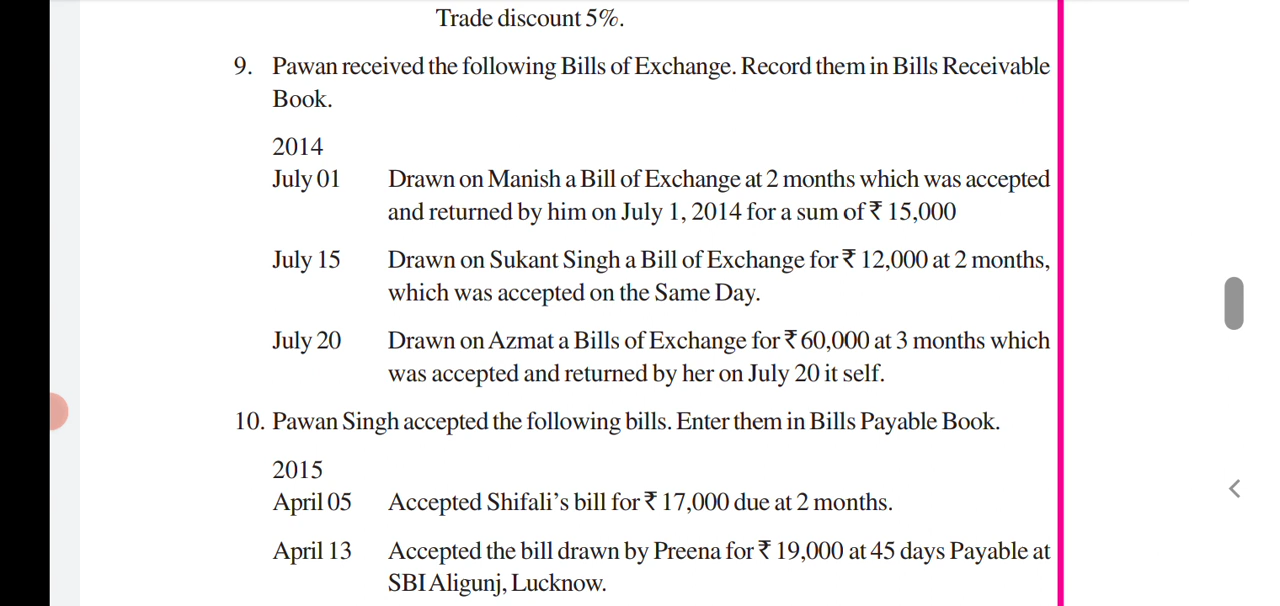 Trade discount 5%.
9. Pawan received the following Bills of Exchange. Record them in Bills Receivable
Book.
2014
July 01 Drawn on Manish a Bill of Exchange at 2 months which was accepted
and returned by him on July 1, 2014 for a sum of ₹ 15,000
July 15 Drawn on Sukant Singh a Bill of Exchange for ₹ 12,000 at 2 months,
which was accepted on the Same Day.
July 20 Drawn on Azmat a Bills of Exchange for ₹ 60,000 at 3 months which
was accepted and returned by her on July 20 it self.
10. Pawan Singh accepted the following bills. Enter them in Bills Payable Book.
2015
April 05 Accepted Shifali’s bill for ₹ 17,000 due at 2 months.
April 13 Accepted the bill drawn by Preena for ₹ 19,000 at 45 days Payable at
SBI Aligunj, Lucknow.